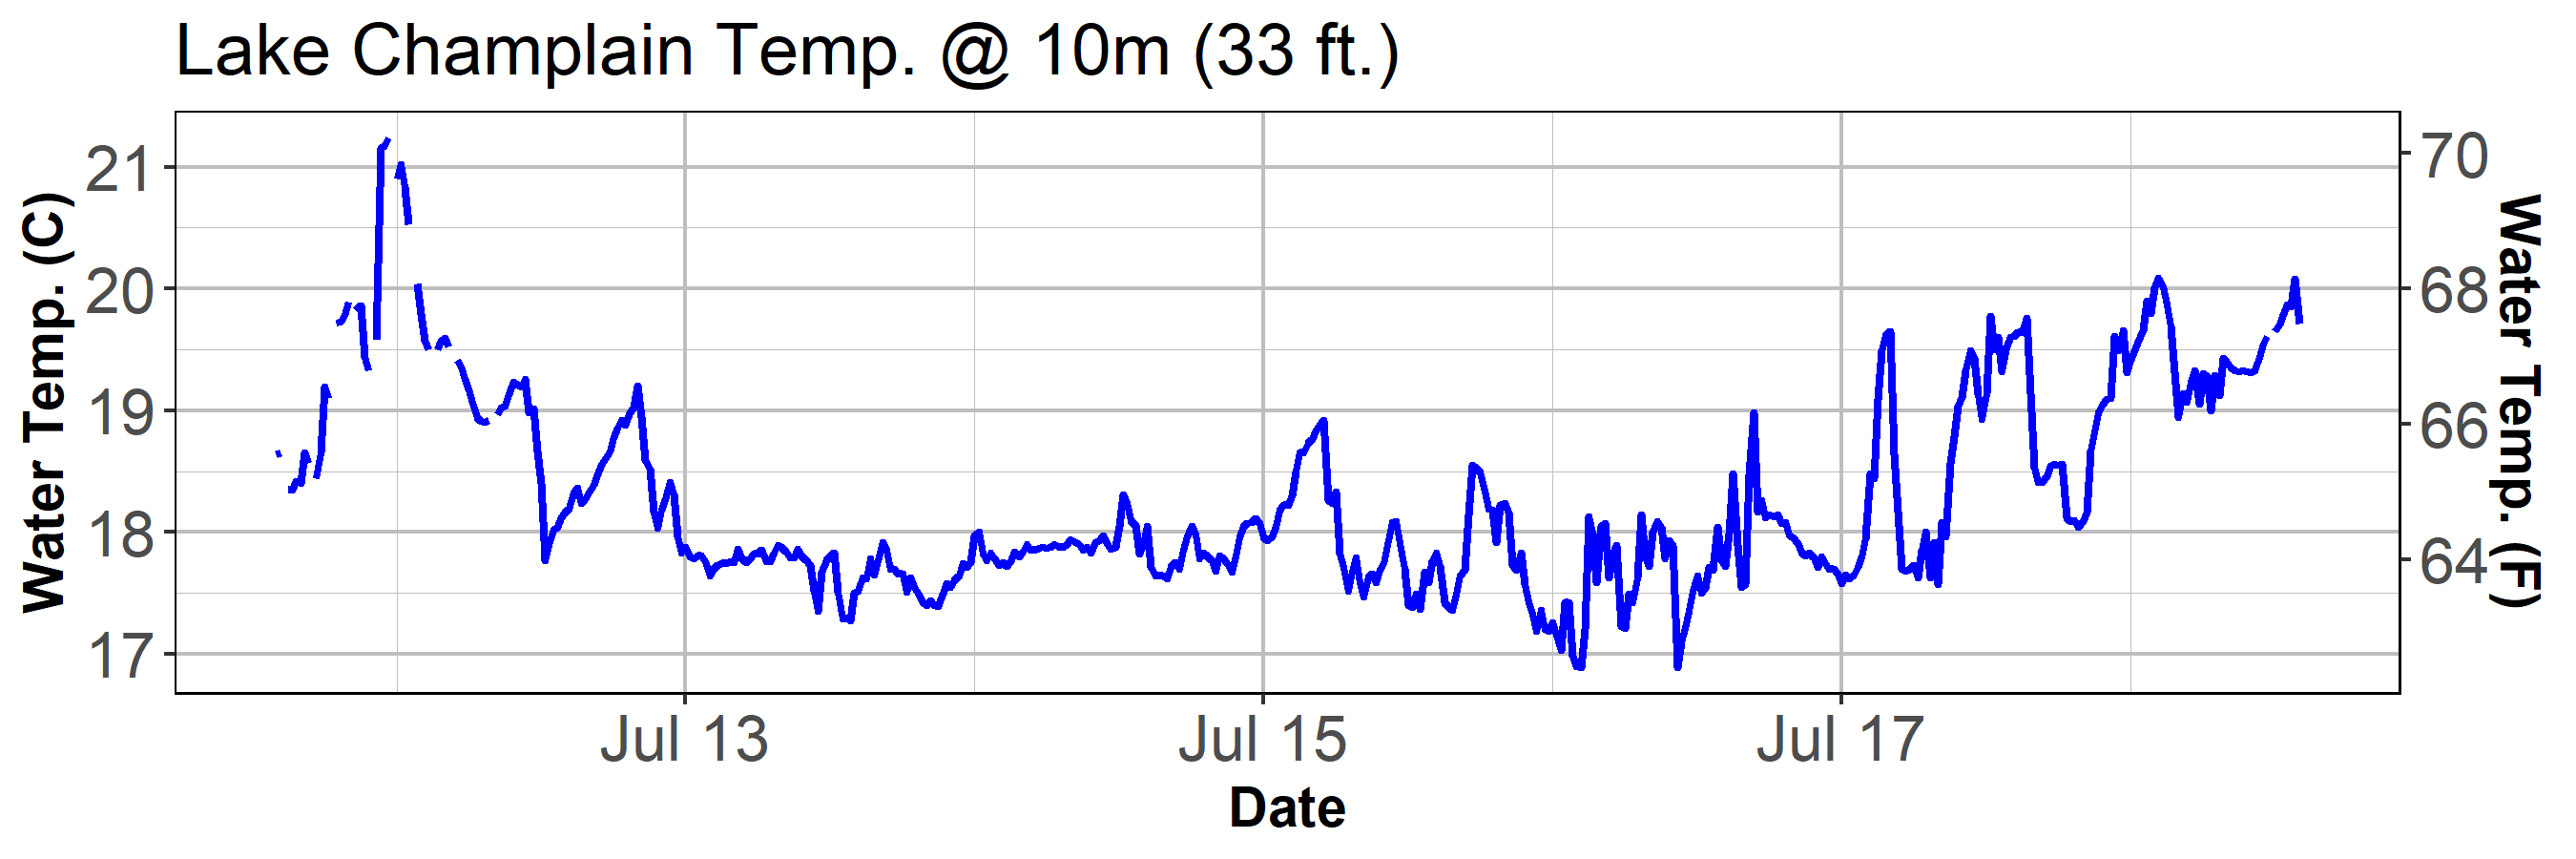 Lake Champlain Temp. @ 10m (33 ft.)
Water Temp. (C)
21
20
19
18
17
70
68
66
64
Water Temp. (F)
Jul 13 Jul 15 Jul 17
Date